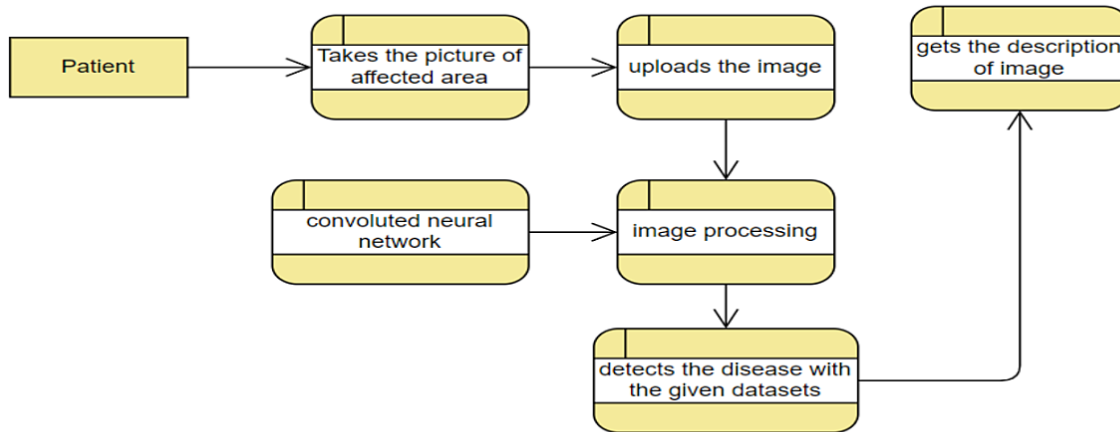 Patient
Takes the picture of
affected area
uploads the image
gets the description
of image
convoluted neural
network
image processing
detects the disease with
the given datasets